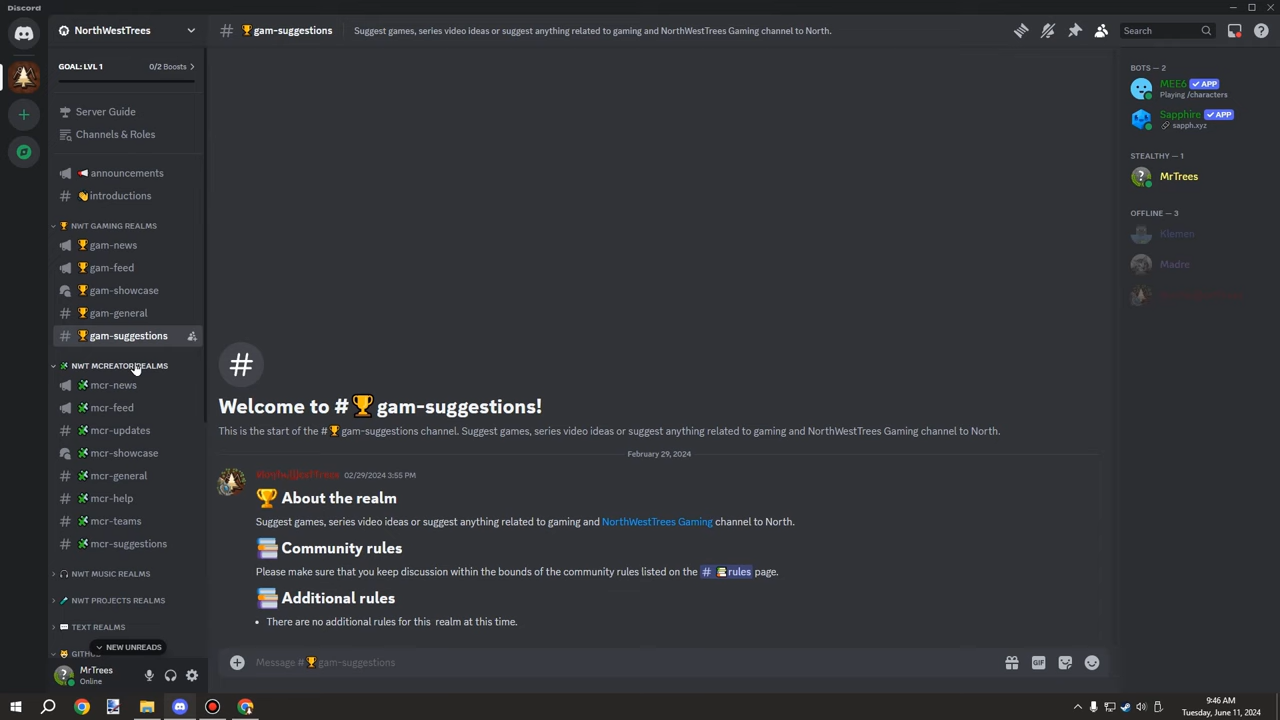 Discord
NorthWestTrees
GOAL: LVL 1
0/2 Boosts
Server Guide
Channels & Roles
announcements
introductions
NWT GAMING REALMS
gam-news
gam-feed
gam-showcase
gam-general
gam-suggestions
NWT MCREATOR REALMS
mcr-news
mcr-feed
mcr-updates
mcr-showcase
mcr-general
mcr-help
mcr-teams
mcr-suggestions
NWT MUSIC REALMS
NWT PROJECTS REALMS
TEXT REALMS
NEW UNREADS
MrTrees
Online
gam-suggestions
Suggest games, series video ideas or suggest anything related to gaming and NorthWestTrees Gaming channel to North.
Search
Welcome to # gam-suggestions!
This is the start of the # gam-suggestions channel. Suggest games, series video ideas or suggest anything related to gaming and NorthWestTrees Gaming channel to North.
February 29, 2024
02/29/2024 3:55 PM
About the realm
Suggest games, series video ideas or suggest anything related to gaming and NorthWestTrees Gaming channel to North.
Community rules
Please make sure that you keep discussion within the bounds of the community rules listed on the # rules page.
Additional rules
There are no additional rules for this realm at this time.
Message # gam-suggestions
GIF
BOTS — 2
MEE6 APP
Playing /characters
Sapphire APP
sapph.xyz
STEALTHY — 1
MrTrees
OFFLINE — 3
Klemen
Madre
9:46 AM
Tuesday, June 11, 2024